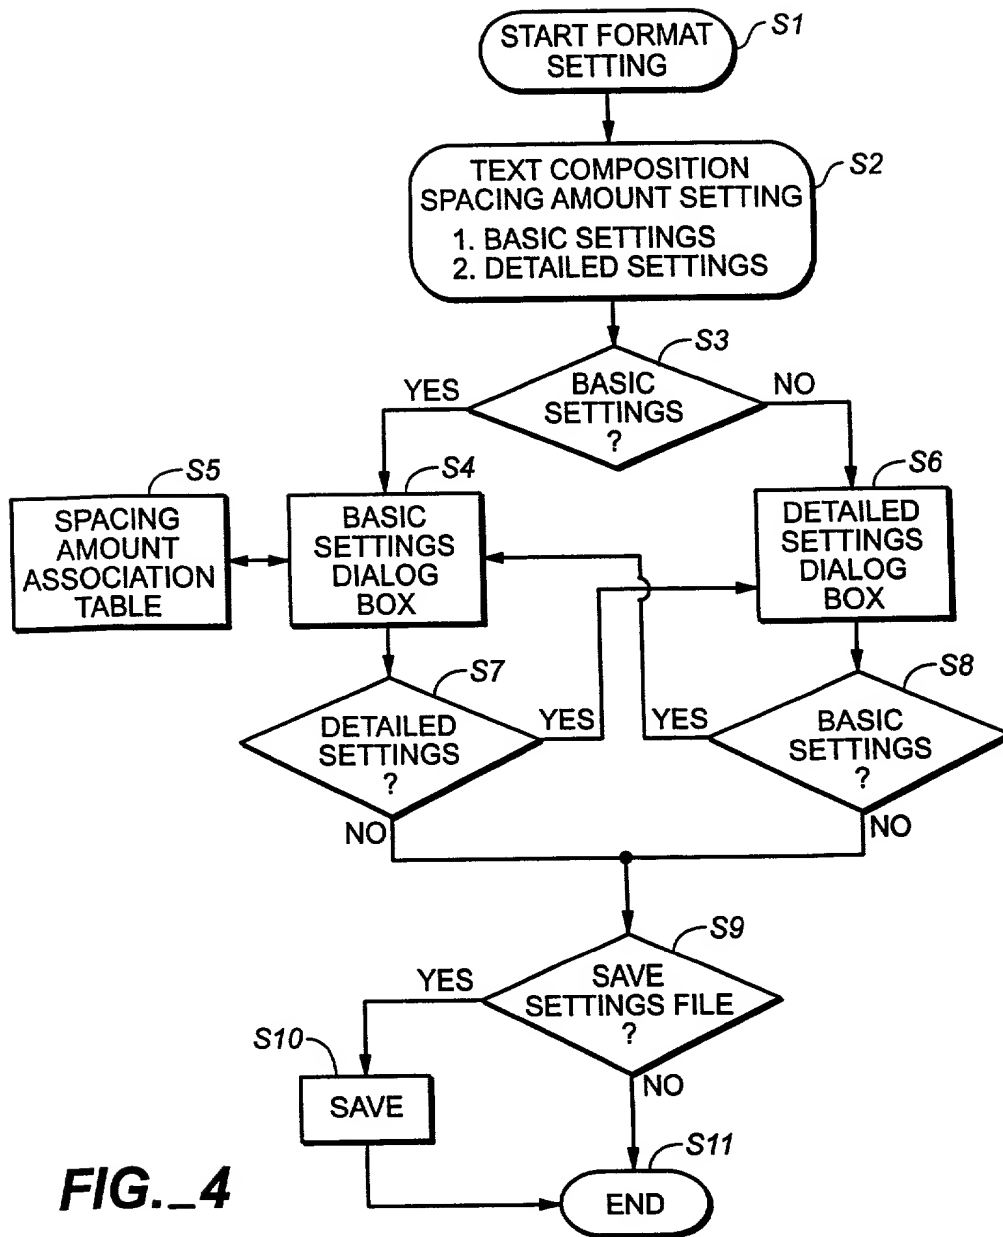 START FORMAT
SETTING
S1
TEXT COMPOSITION
SPACING AMOUNT SETTING
1. BASIC SETTINGS
2. DETAILED SETTINGS
S2
S3
YES
BASIC
SETTINGS
?
NO
S5
SPACING
AMOUNT
ASSOCIATION
TABLE
S4
BASIC
SETTINGS
DIALOG
BOX
S6
DETAILED
SETTINGS
DIALOG
BOX
S7
DETAILED
SETTINGS
?
YES
NO
S8
YES
BASIC
SETTINGS
?
NO
S9
YES
SAVE
SETTINGS FILE
?
NO
S10
SAVE
S11
END
FIG._4